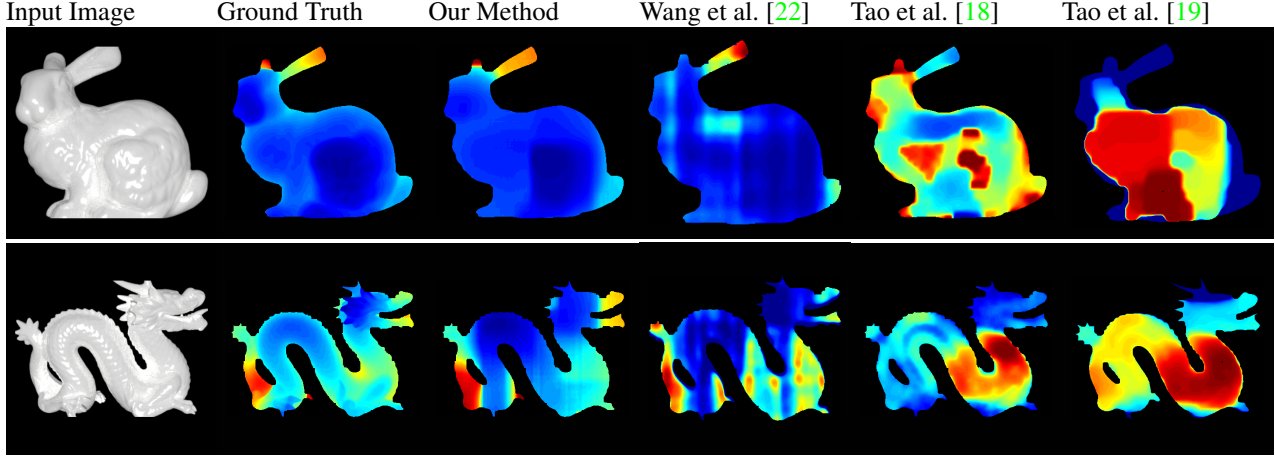 Input Image Ground Truth Our Method Wang et al. [22] Tao et al. [18] Tao et al. [19]